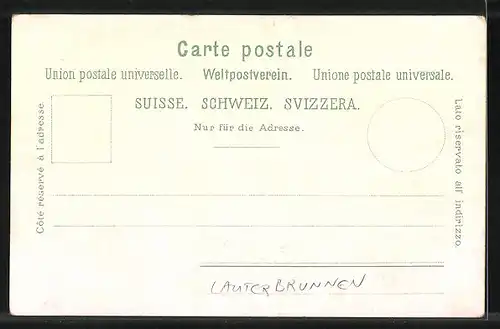 Carte postale
Union postale universelle. Weltpostverein. Unione postale universale.
SUISSE. SCHWEIZ. SVIZZERA.
Nur für die Adresse.
Côté réservé à l'adresse.
Lato riservato all' indirizzo.
LAUTERBRUNNEN